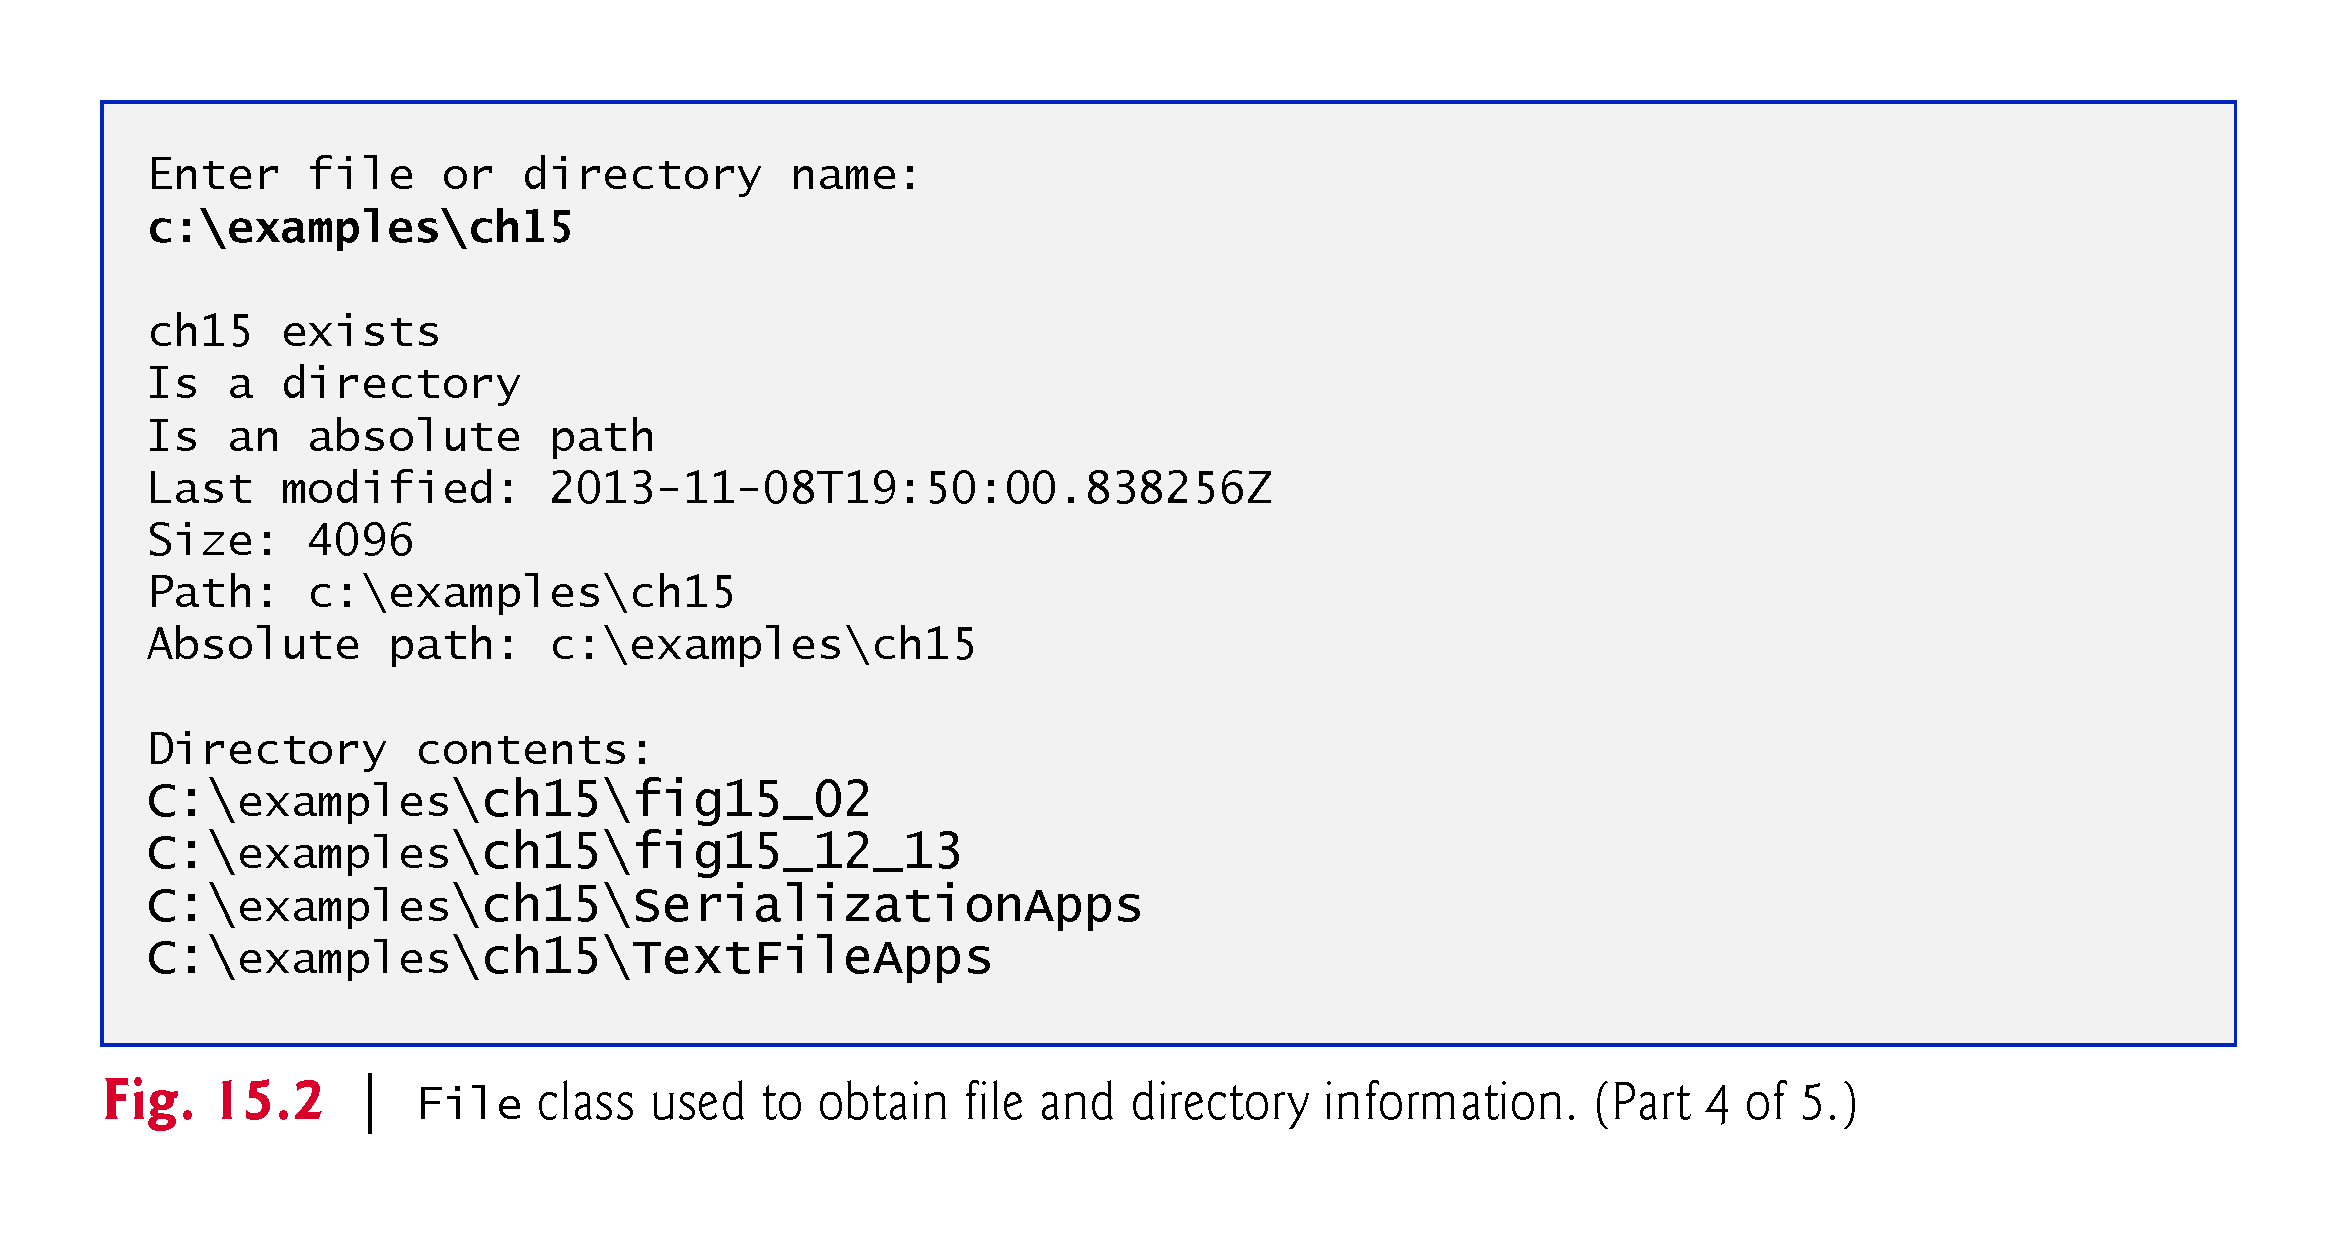 Enter file or directory name:
c:\examples\ch15
ch15 exists
Is a directory
Is an absolute path
Last modified: 2013-11-08T19:50:00.838256Z
Size: 4096
Path: c:\examples\ch15
Absolute path: c:\examples\ch15
Directory contents:
C:\examples\ch15\fig15_02
C:\examples\ch15\fig15_12_13
C:\examples\ch15\SerializationApps
C:\examples\ch15\TextFileApps
Fig. 15.2 | File class used to obtain file and directory information. (Part 4 of 5.)